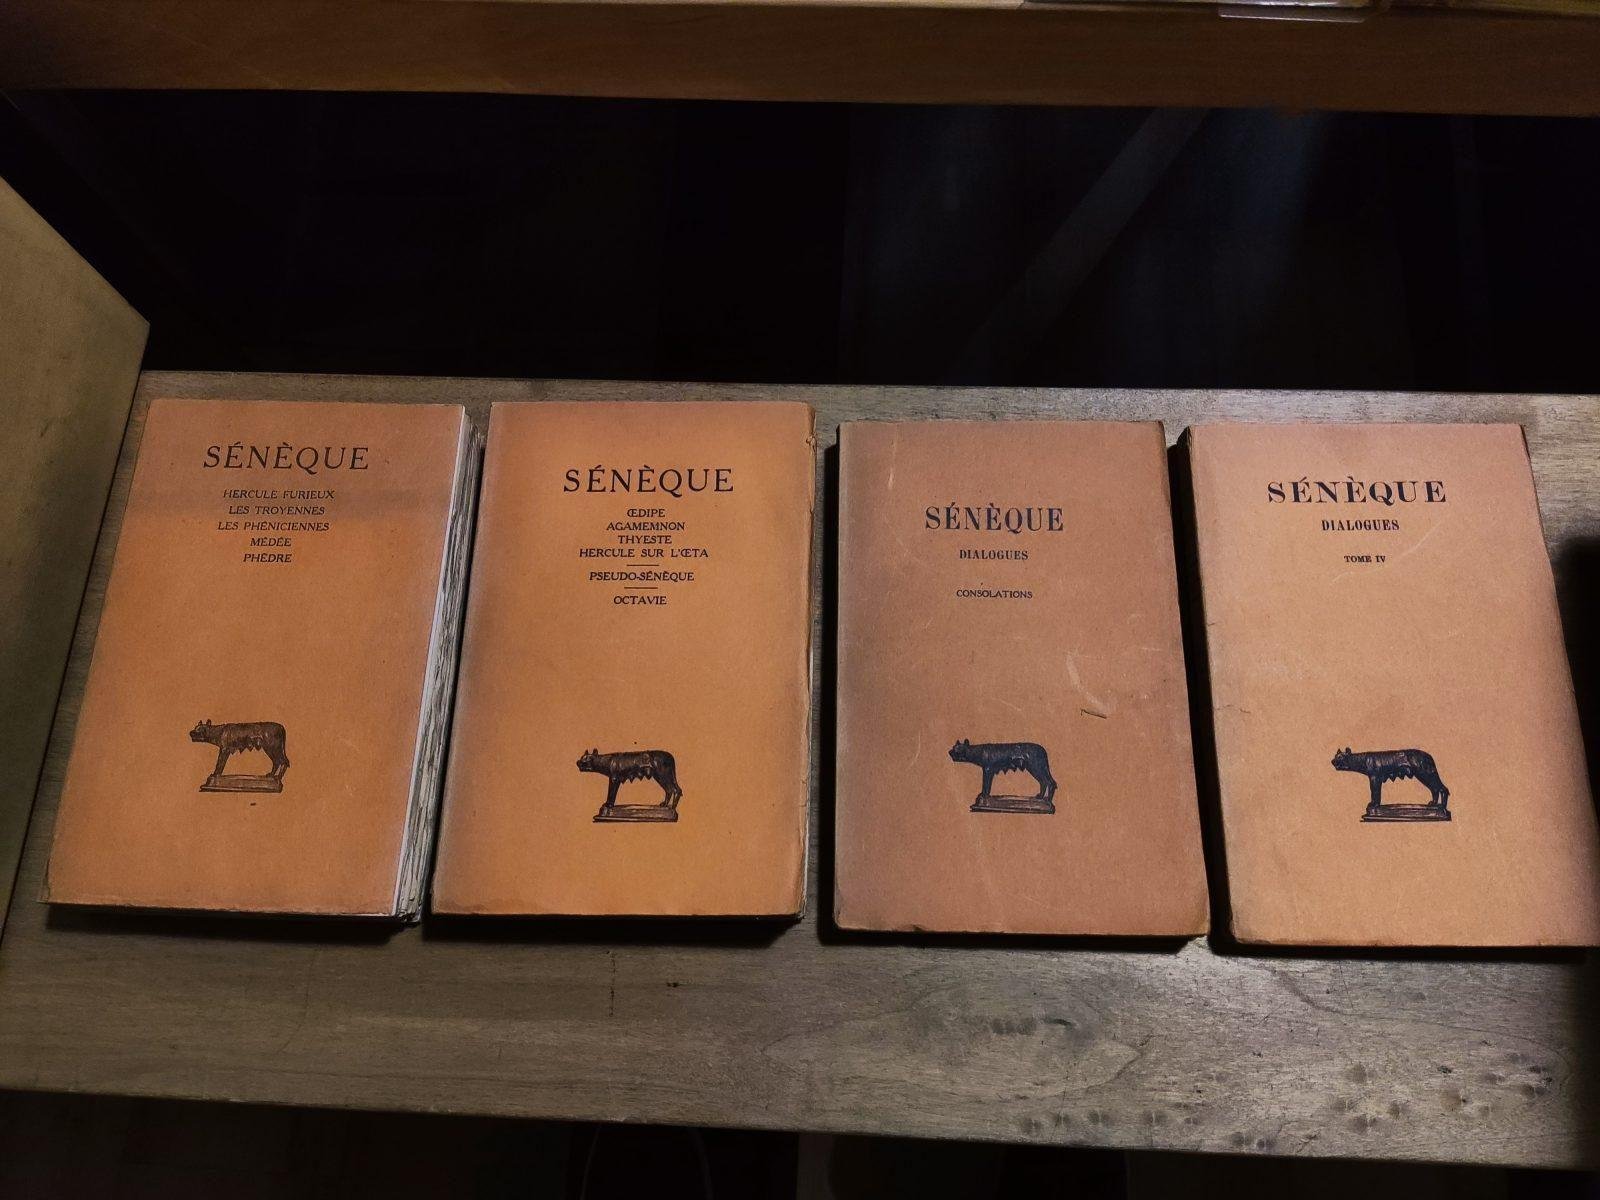 SÉNÈQUE
HERCULE FURIEUX
LES TROYENNES
LES PHÉNICIENNES
MÉDÉE
PHÈDRE
SÉNÈQUE
ŒDIPE
AGAMEMNON
THYESTE
HERCULE SUR L'ŒTA
PSEUDO-SÉNÈQUE
OCTAVIE
SÉNÈQUE
DIALOGUES
CONSOLATIONS
SÉNÈQUE
DIALOGUES
TOME IV